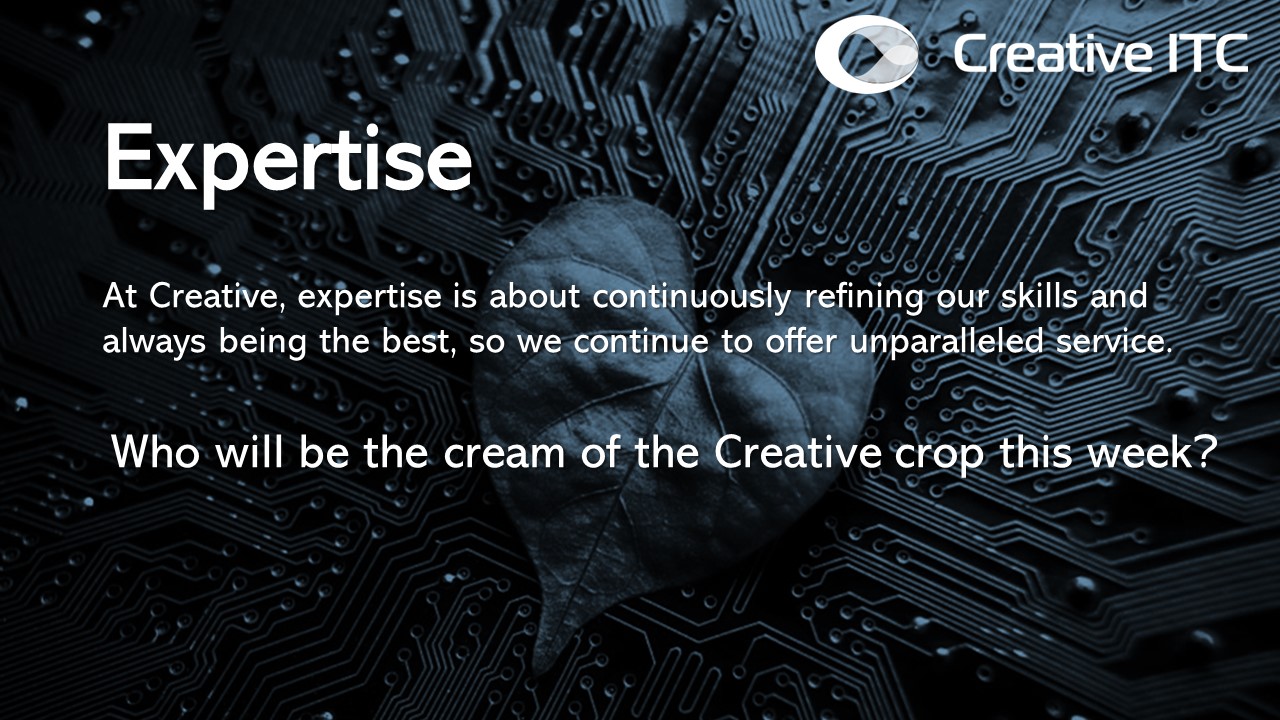 Creative ITC
Expertise
At Creative, expertise is about continuously refining our skills and
always being the best, so we continue to offer unparalleled service.
Who will be the cream of the Creative crop this week?